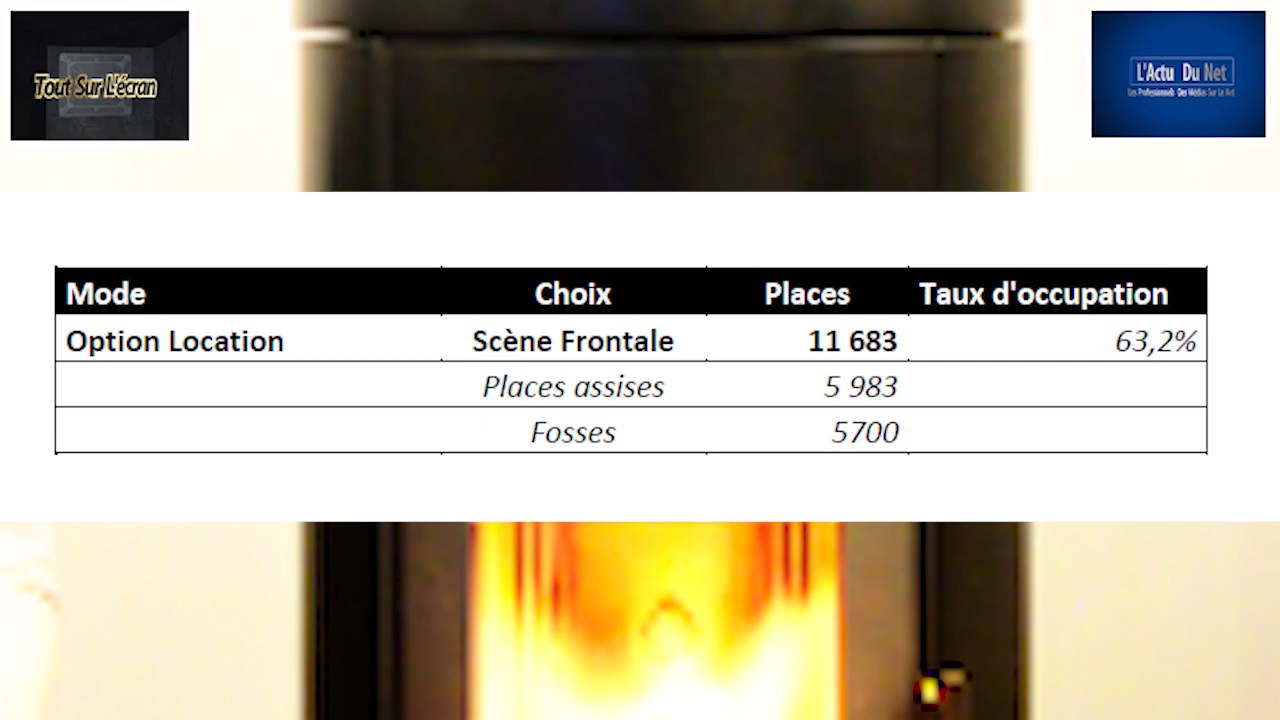 Tout Sur L'écran
L'Actu Du Net
Les Professionnels Des Médias Sur Le Net
Mode Choix Places Taux d'occupation
Option Location Scène Frontale 11 683 63,2%
Places assises 5 983
Fosses 5700